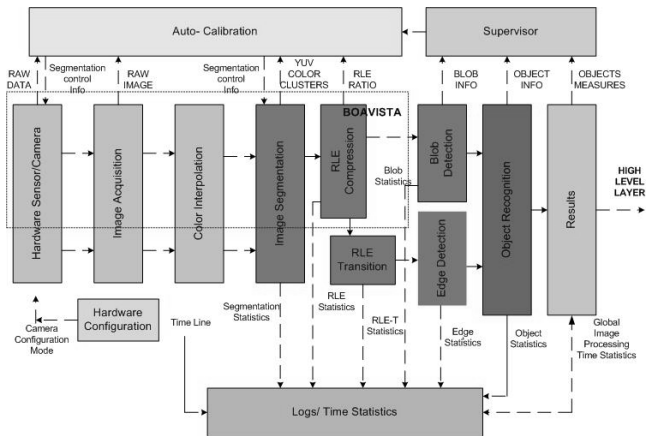 Auto- Calibration
Supervisor
RAW
DATA
Segmentation
control
Info
RAW
IMAGE
Segmentation
control
Info
YUV
COLOR
CLUSTERS
RLE
RATIO
BLOB
INFO
OBJECT
INFO
OBJECTS
MEASURES
BOAVISTA
Hardware Sensor/Camera
Image Acquisition
Color Interpolation
Image Segmentation
RLE
Compression
Blob
Statistics
Blob
Detection
Object Recognition
Results
HIGH
LEVEL
LAYER
RLE
Transition
Edge Detection
Hardware
Configuration
Camera
Configuration
Mode
Time Line
Segmentation
Statistics
RLE
Statistics
RLE-T
Statistics
Edge
Statistics
Object
Statistics
Global
Image
Processing
Time Statistics
Logs/ Time Statistics